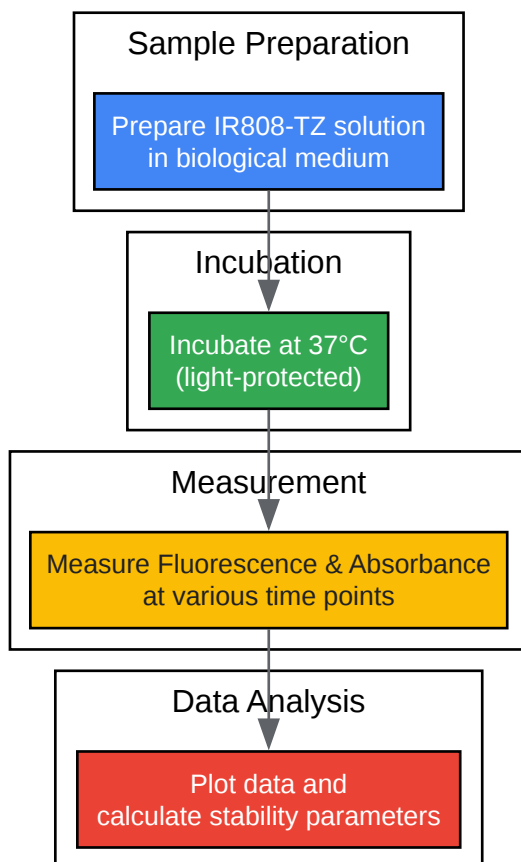 Sample Preparation
Prepare IR808-TZ solution
in biological medium
Incubation
Incubate at 37°C
(light-protected)
Measurement
Measure Fluorescence & Absorbance
at various time points
Data Analysis
Plot data and
calculate stability parameters